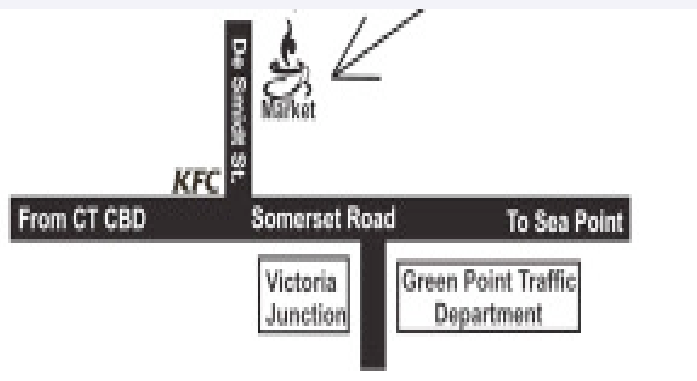 De Smidt St.
Market
KFC
From CT CBD
Somerset Road
To Sea Point
Victoria
Junction
Green Point Traffic
Department